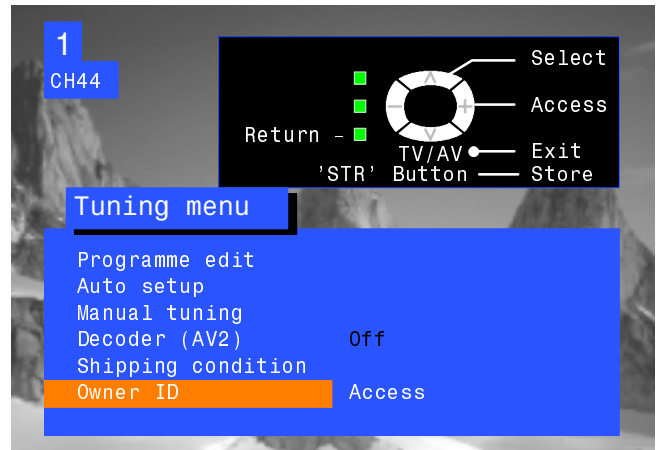 1
CH44
Select
Access
Return –
TV/AV Exit
'STR' Button Store
Tuning menu
Programme edit
Auto setup
Manual tuning
Decoder (AV2) Off
Shipping condition
Owner ID Access